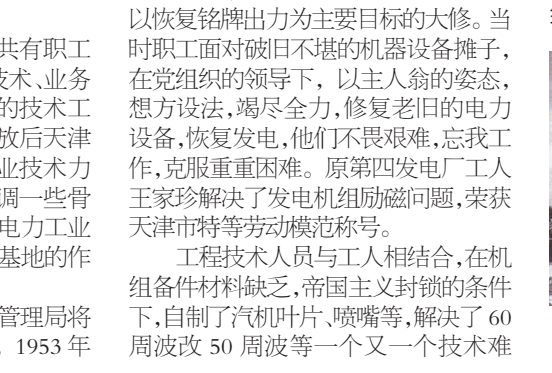 共有职工
技术、业务
的技术工
放后天津
业技术力
调一些骨
电力工业
基地的作
管理局将
。1953 年
以恢复铭牌出力为主要目标的大修。当
时职工面对破旧不堪的机器设备摊子，
在党组织的领导下，以主人翁的姿态，
想方设法，竭尽全力，修复老旧的电力
设备，恢复发电，他们不畏艰难，忘我工
作，克服重重困难。原第四发电厂工人
王家珍解决了发电机组励磁问题，荣获
天津市特等劳动模范称号。
工程技术人员与工人相结合，在机
组备件材料缺乏，帝国主义封锁的条件
下，自制了汽机叶片、喷嘴等，解决了 60
周波改 50 周波等一个又一个技术难